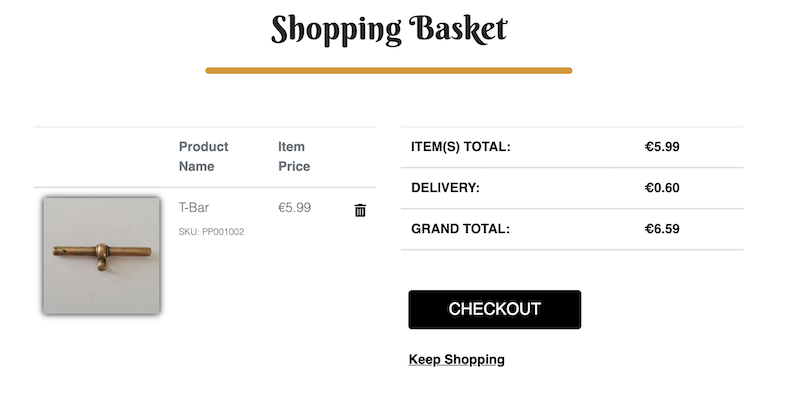 Shopping Basket
Product Name
Item Price
T-Bar
€5.99
SKU: PP001002
ITEM(S) TOTAL: €5.99
DELIVERY: €0.60
GRAND TOTAL: €6.59
CHECKOUT
Keep Shopping